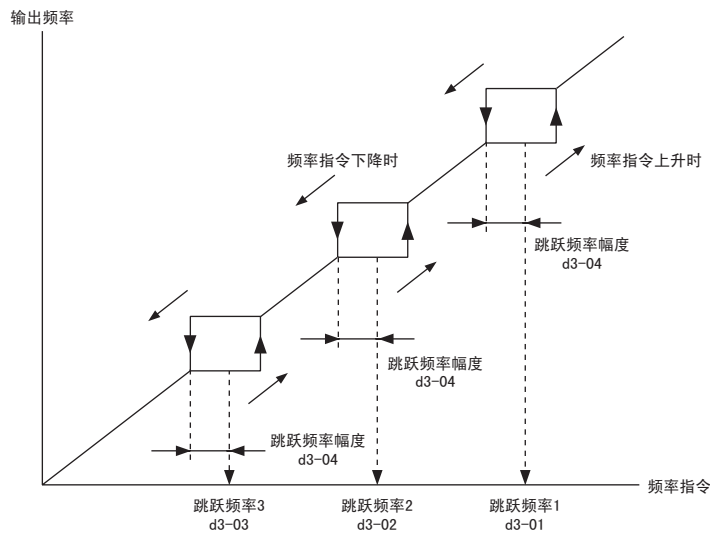 输出频率
频率指令下降时
频率指令上升时
跳跃频率幅度
d3-04
跳跃频率幅度
d3-04
跳跃频率幅度
d3-04
频率指令
跳跃频率3
d3-03
跳跃频率2
d3-02
跳跃频率1
d3-01